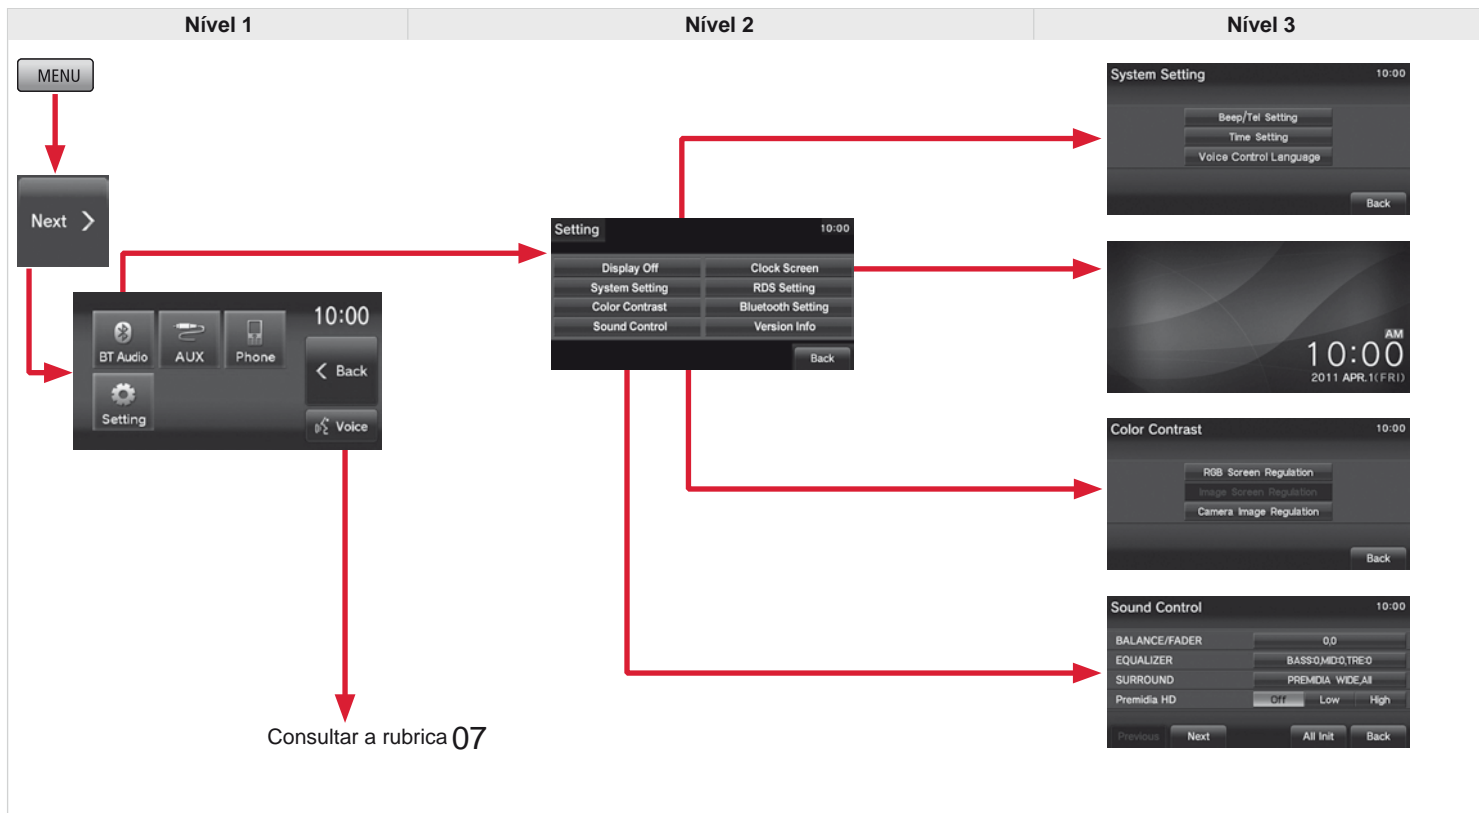 Nível 1
Nível 2
Nível 3
MENU
Next
10:00
BT Audio
AUX
Phone
Back
Setting
Voice
Consultar a rubrica 07
Setting 10:00
Display Off Clock Screen
System Setting RDS Setting
Color Contrast Bluetooth Setting
Sound Control Version Info
Back
System Setting 10:00
Beep/Tel Setting
Time Setting
Voice Control Language
Back
AM
10:00
2011 APR.1(FRI)
Color Contrast 10:00
RGB Screen Regulation
Image Screen Regulation
Camera Image Regulation
Back
Sound Control 10:00
BALANCE/FADER 0,0
EQUALIZER BASS:0,MID:0,TRE:0
SURROUND PREMIDIA WIDE,All
Premidia HD Off Low High
Previous Next All Init Back